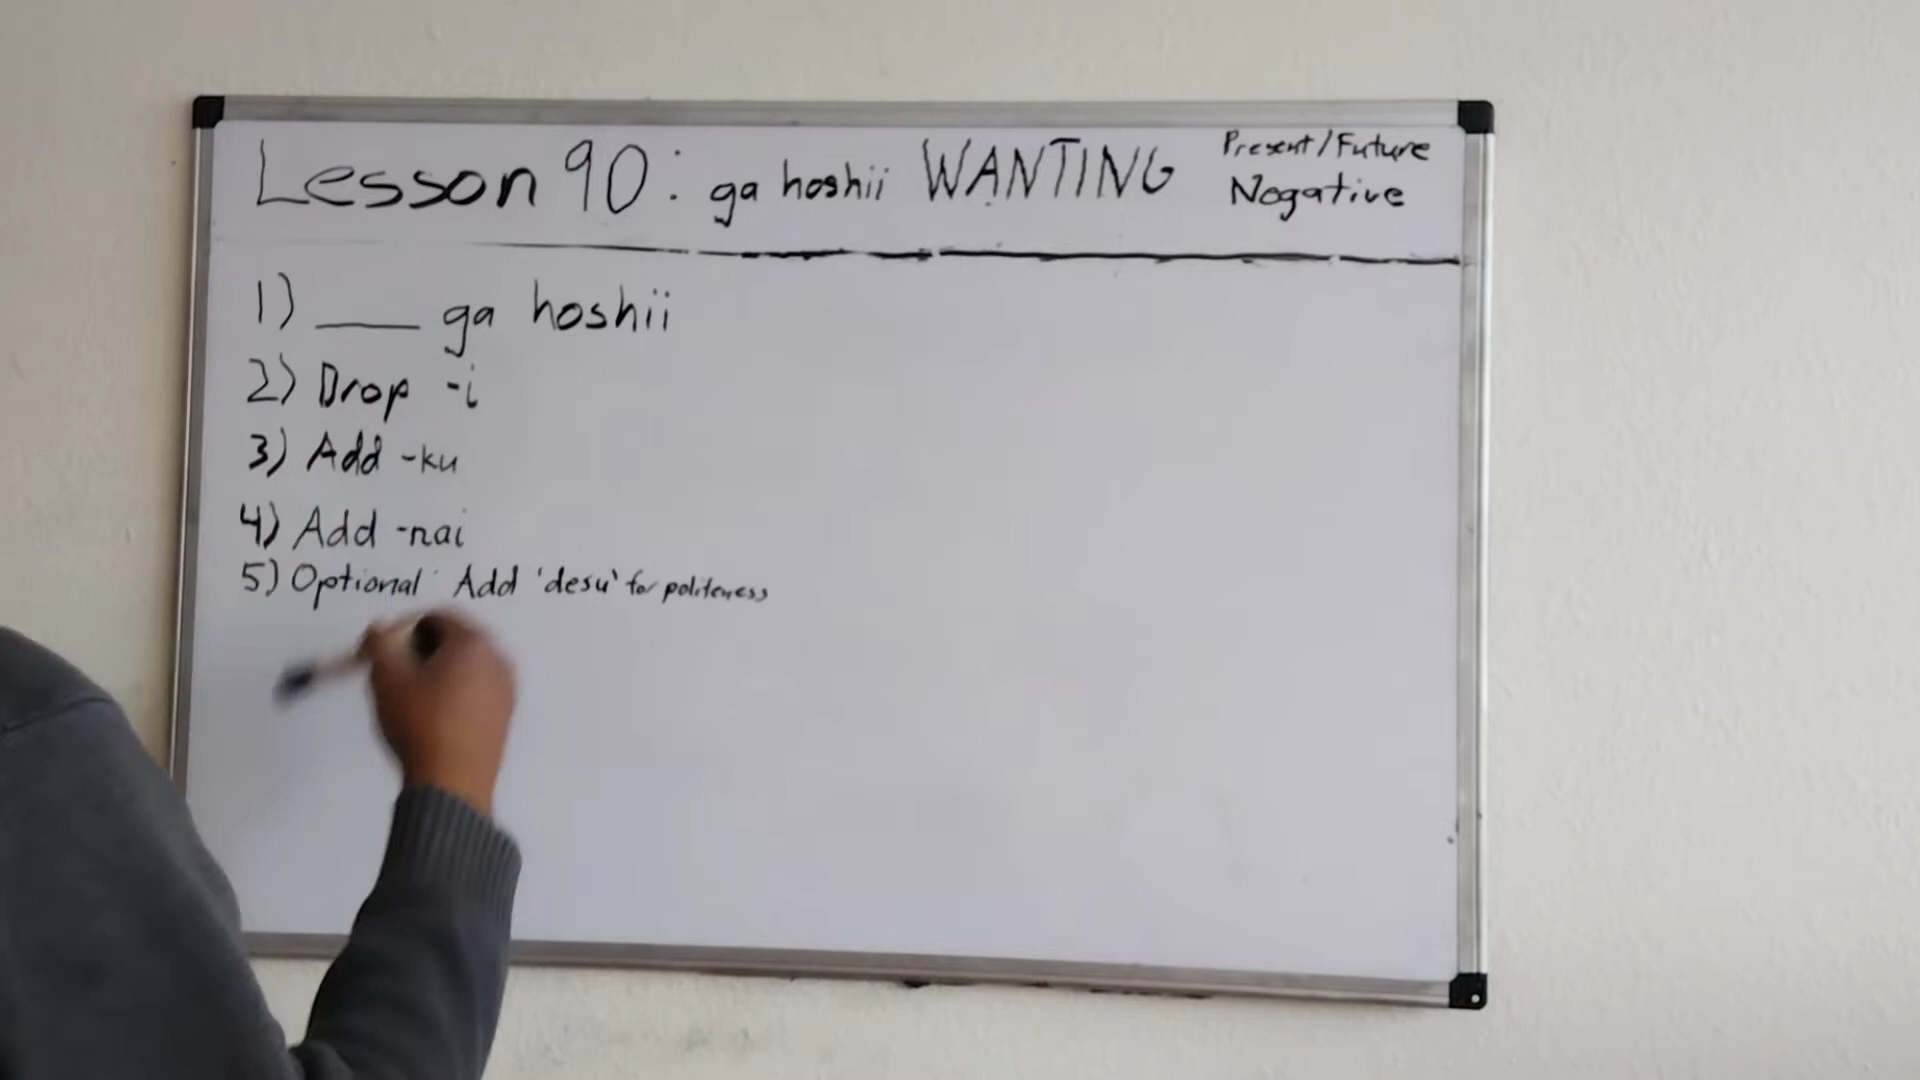 Lesson 90: ga hoshii WANTING
Present/Future
Negative
1) ___ ga hoshii
2) Drop -i
3) Add -ku
4) Add -nai
5) Optional Add 'desu' for politeness